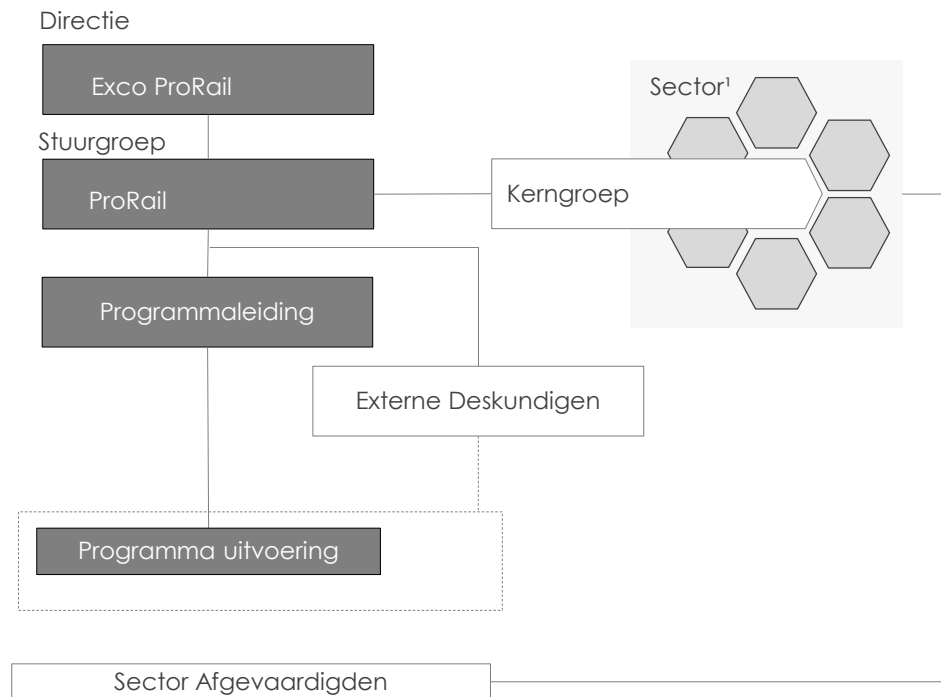 Directie
Exco ProRail
Sector¹
Stuurgroep
ProRail
Kerngroep
Programmaleiding
Externe Deskundigen
Programma uitvoering
Sector Afgevaardigden